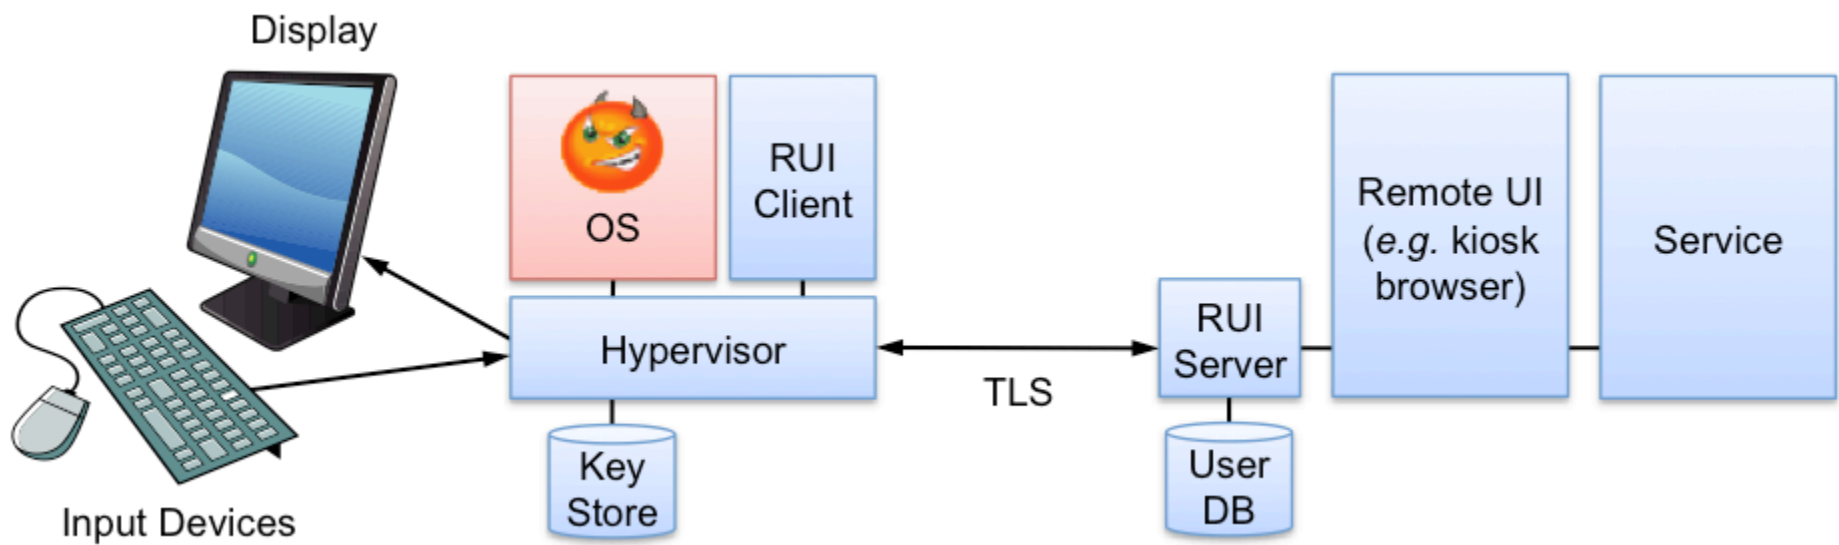 Display
OS
RUI
Client
Hypervisor
Key
Store
Input Devices
TLS
RUI
Server
User
DB
Remote UI
(e.g. kiosk
browser)
Service